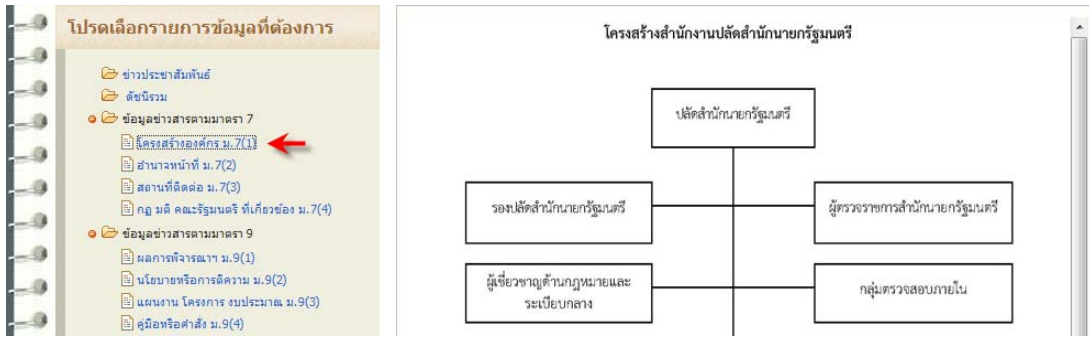 โปรดเลือกรายการข้อมูลที่ต้องการ
ข่าวประชาสัมพันธ์
ดัชนีรวม
ข้อมูลข่าวสารตามมาตรา 7
โครงสร้างองค์กร ม.7(1)
อำนาจหน้าที่ ม.7(2)
สถานที่ติดต่อ ม.7(3)
กฎ มติ คณะรัฐมนตรี ที่เกี่ยวข้อง ม.7(4)
ข้อมูลข่าวสารตามมาตรา 9
ผลการพิจารณาฯ ม.9(1)
นโยบายหรือการตีความ ม.9(2)
แผนงาน โครงการ งบประมาณ ม.9(3)
คู่มือหรือคำสั่ง ม.9(4)
โครงสร้างสำนักงานปลัดสำนักนายกรัฐมนตรี
ปลัดสำนักนายกรัฐมนตรี
รองปลัดสำนักนายกรัฐมนตรี
ผู้ตรวจราชการสำนักนายกรัฐมนตรี
ผู้เชี่ยวชาญด้านกฎหมายและ
ระเบียบกลาง
กลุ่มตรวจสอบภายใน